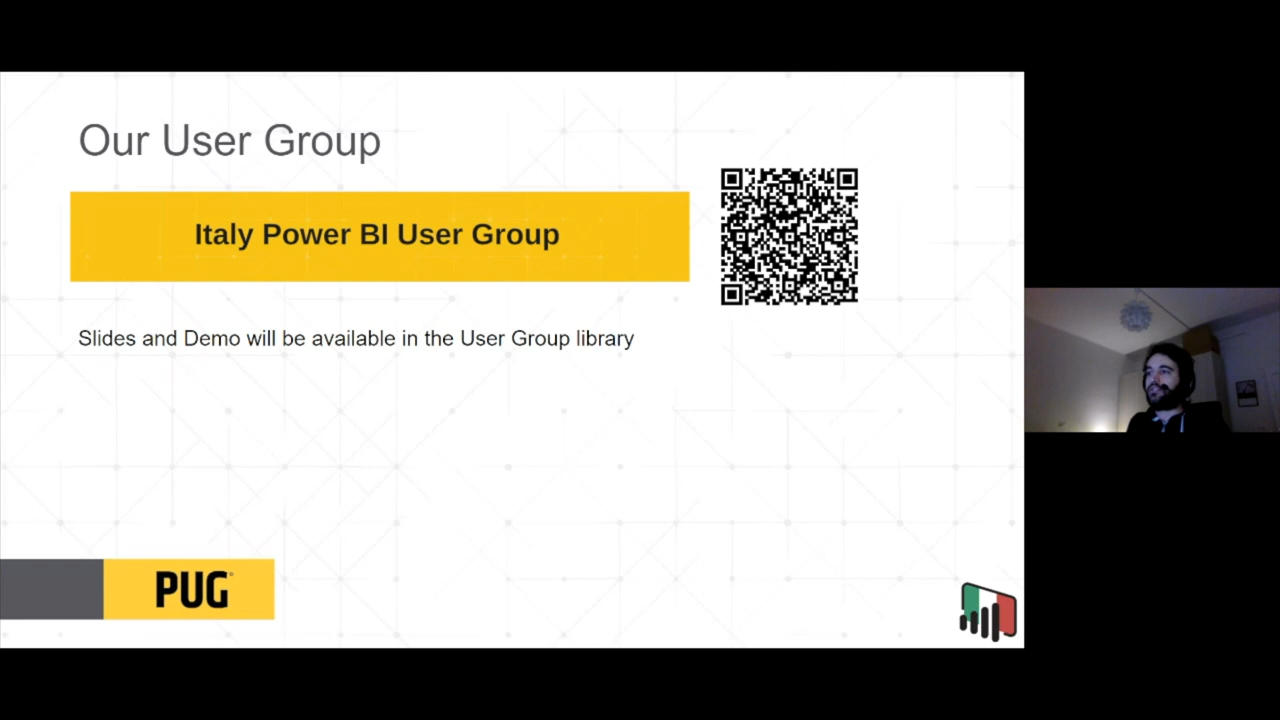 Our User Group
Italy Power BI User Group
Slides and Demo will be available in the User Group library
PUG